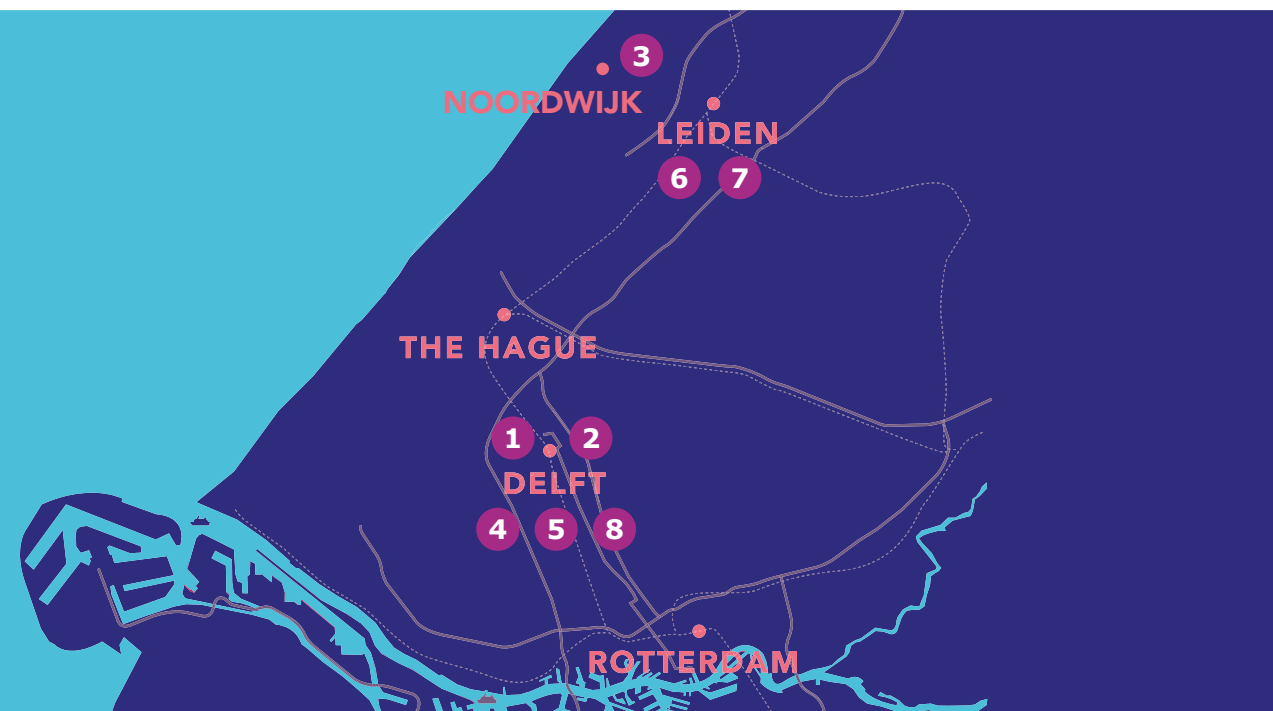 3
NOORDWIJK
LEIDEN
6 7
THE HAGUE
1 2
DELFT
4 5 8
ROTTERDAM